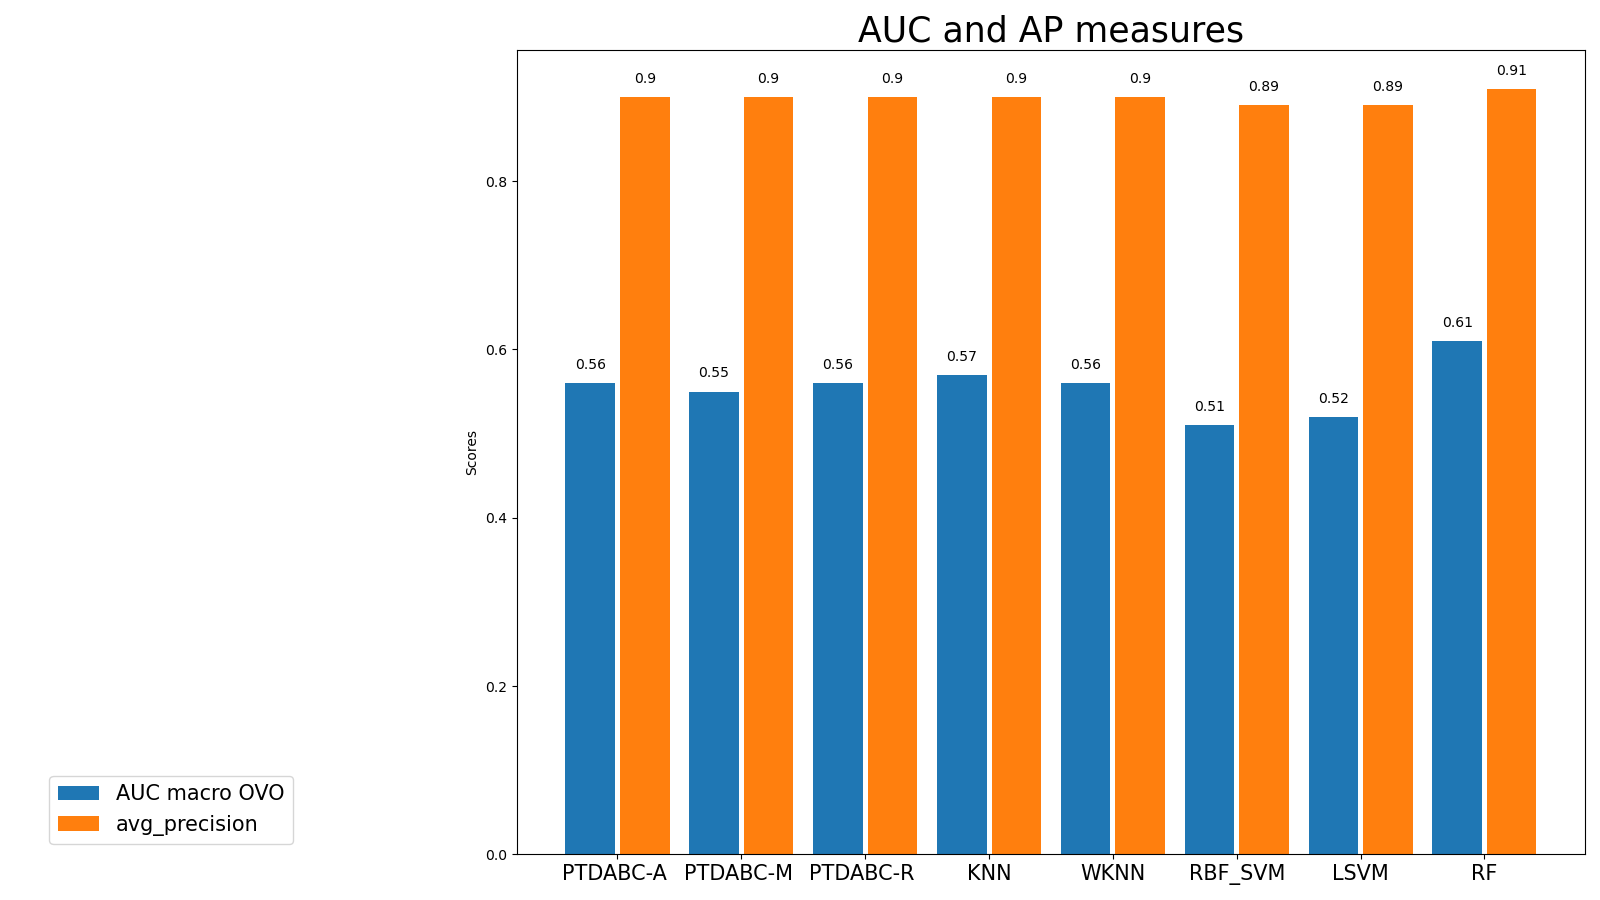 AUC and AP measures
0.9 0.9 0.9 0.9 0.9 0.89 0.89 0.91
0.8
0.56 0.55 0.56 0.57 0.56 0.51 0.52 0.61
0.6
Scores
0.4
0.2
0.0
AUC macro OVO
avg_precision
PTDABC-A PTDABC-M PTDABC-R KNN WKNN RBF_SVM LSVM RF